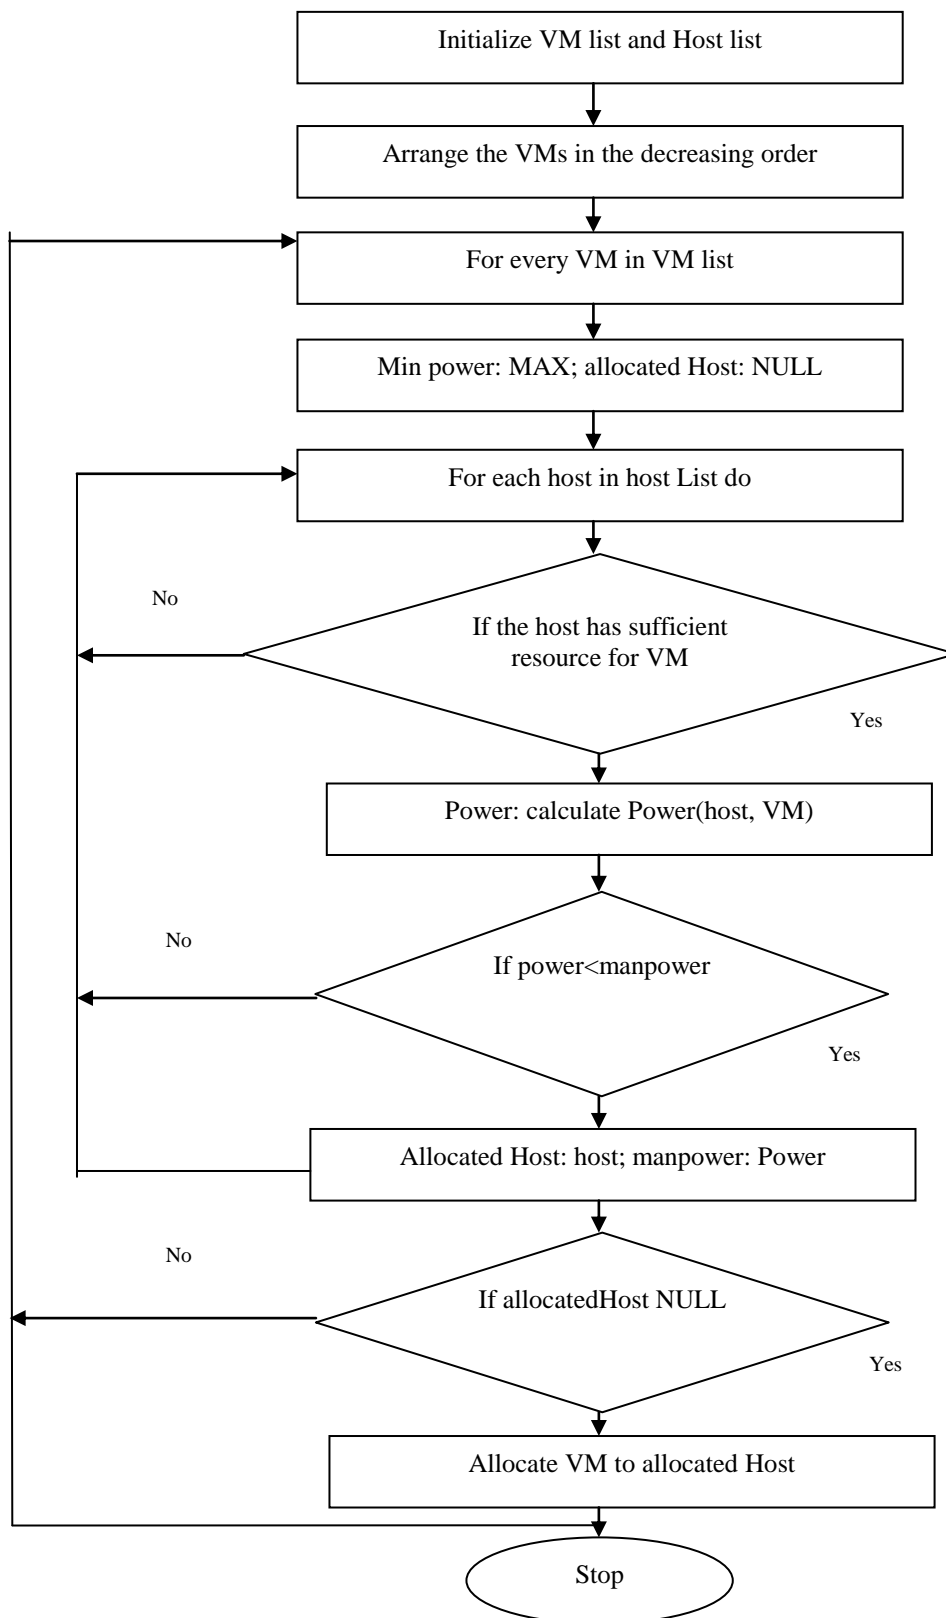 Initialize VM list and Host list
Arrange the VMs in the decreasing order
For every VM in VM list
Min power: MAX; allocated Host: NULL
For each host in host List do
No
If the host has sufficient
resource for VM
Yes
Power: calculate Power(host, VM)
No
If power<manpower
Yes
Allocated Host: host; manpower: Power
No
If allocatedHost NULL
Yes
Allocate VM to allocated Host
Stop